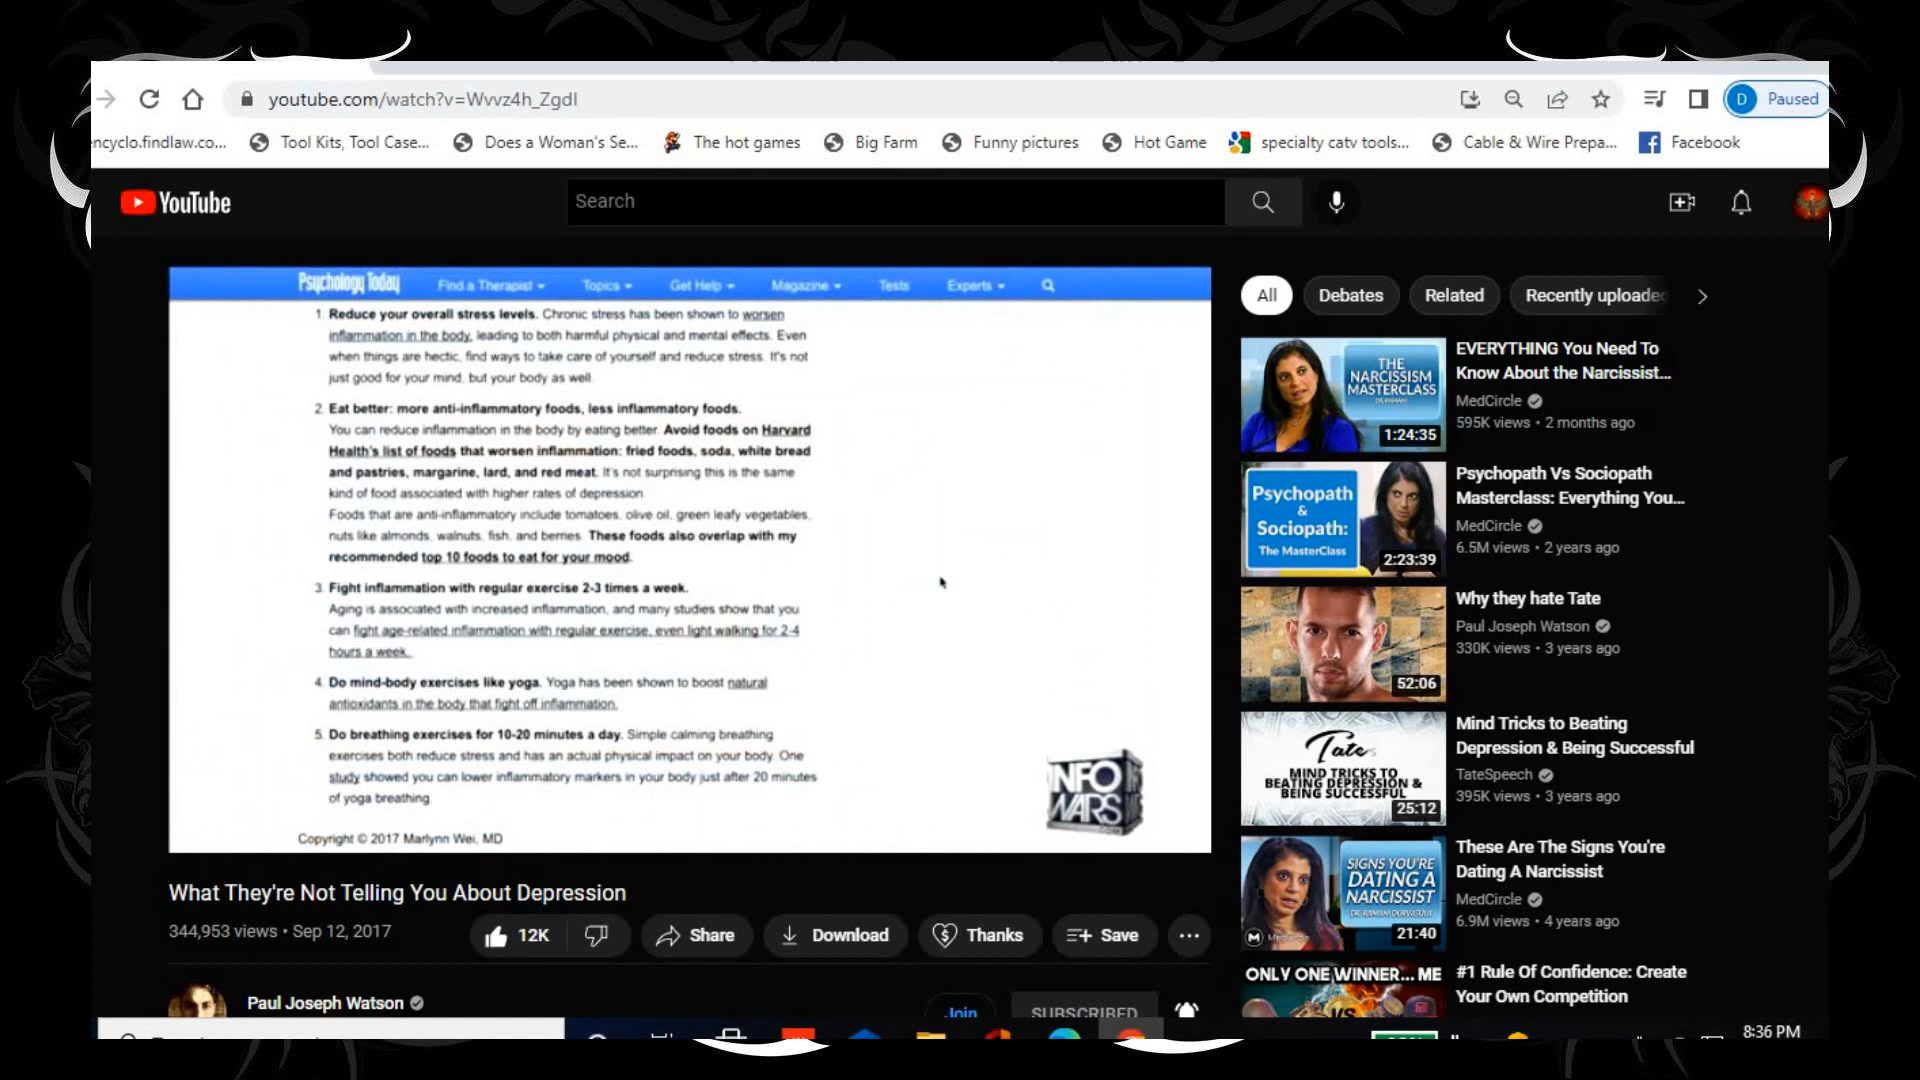 youtube.com/watch?v=Wvvz4h_ZgdI
Paused
D
encyclo.findlaw.co...
Tool Kits, Tool Case...
Does a Woman's Se...
The hot games
Big Farm
Funny pictures
Hot Game
specialty catv tools...
Cable & Wire Prepa...
Facebook
YouTube
Search
Psychology Today
Find a Therapist
Topics
Get Help
Magazine
Tests
Experts
1 Reduce your overall stress levels. Chronic stress has been shown to worsen
inflammation in the body, leading to both harmful physical and mental effects. Even
when things are hectic, find ways to take care of yourself and reduce stress. It's not
just good for your mind, but your body as well.
2. Eat better: more anti-inflammatory foods, less inflammatory foods.
You can reduce inflammation in the body by eating better. Avoid foods on Harvard
Health's list of foods that worsen inflammation: fried foods, soda, white bread
and pastries, margarine, lard, and red meat. It's not surprising this is the same
kind of food associated with higher rates of depression.
Foods that are anti-inflammatory include tomatoes, olive oil, green leafy vegetables,
nuts like almonds, walnuts, fish, and berries. These foods also overlap with my
recommended top 10 foods to eat for your mood.
3. Fight inflammation with regular exercise 2-3 times a week.
Aging is associated with increased inflammation, and many studies show that you
can fight age-related inflammation with regular exercise, even light walking for 2-4
hours a week.
4. Do mind-body exercises like yoga. Yoga has been shown to boost natural
antioxidants in the body that fight off inflammation.
5. Do breathing exercises for 10-20 minutes a day. Simple calming breathing
exercises both reduce stress and has an actual physical impact on your body. One
study showed you can lower inflammatory markers in your body just after 20 minutes
of yoga breathing.
Copyright © 2017 Marlynn Wei, MD
INFO
WARS
What They're Not Telling You About Depression
344,953 views • Sep 12, 2017
12K
Share
Download
Thanks
Save
Paul Joseph Watson
Join
SUBSCRIBED
All
Debates
Related
Recently uploaded
THE
NARCISSISM
MASTERCLASS
1:24:35
EVERYTHING You Need To
Know About the Narcissist...
MedCircle
595K views • 2 months ago
Psychopath
&
Sociopath:
The MasterClass
2:23:39
Psychopath Vs Sociopath
Masterclass: Everything You...
MedCircle
6.5M views • 2 years ago
52:06
Why they hate Tate
Paul Joseph Watson
330K views • 3 years ago
Tate
MIND TRICKS TO
BEATING DEPRESSION &
BEING SUCCESSFUL
25:12
Mind Tricks to Beating
Depression & Being Successful
TateSpeech
395K views • 3 years ago
SIGNS YOU'RE
DATING A
NARCISSIST
DR. RAMANI DURVASULA
21:40
These Are The Signs You're
Dating A Narcissist
MedCircle
6.9M views • 4 years ago
ONLY ONE WINNER... ME
VS
#1 Rule Of Confidence: Create
Your Own Competition
8:36 PM